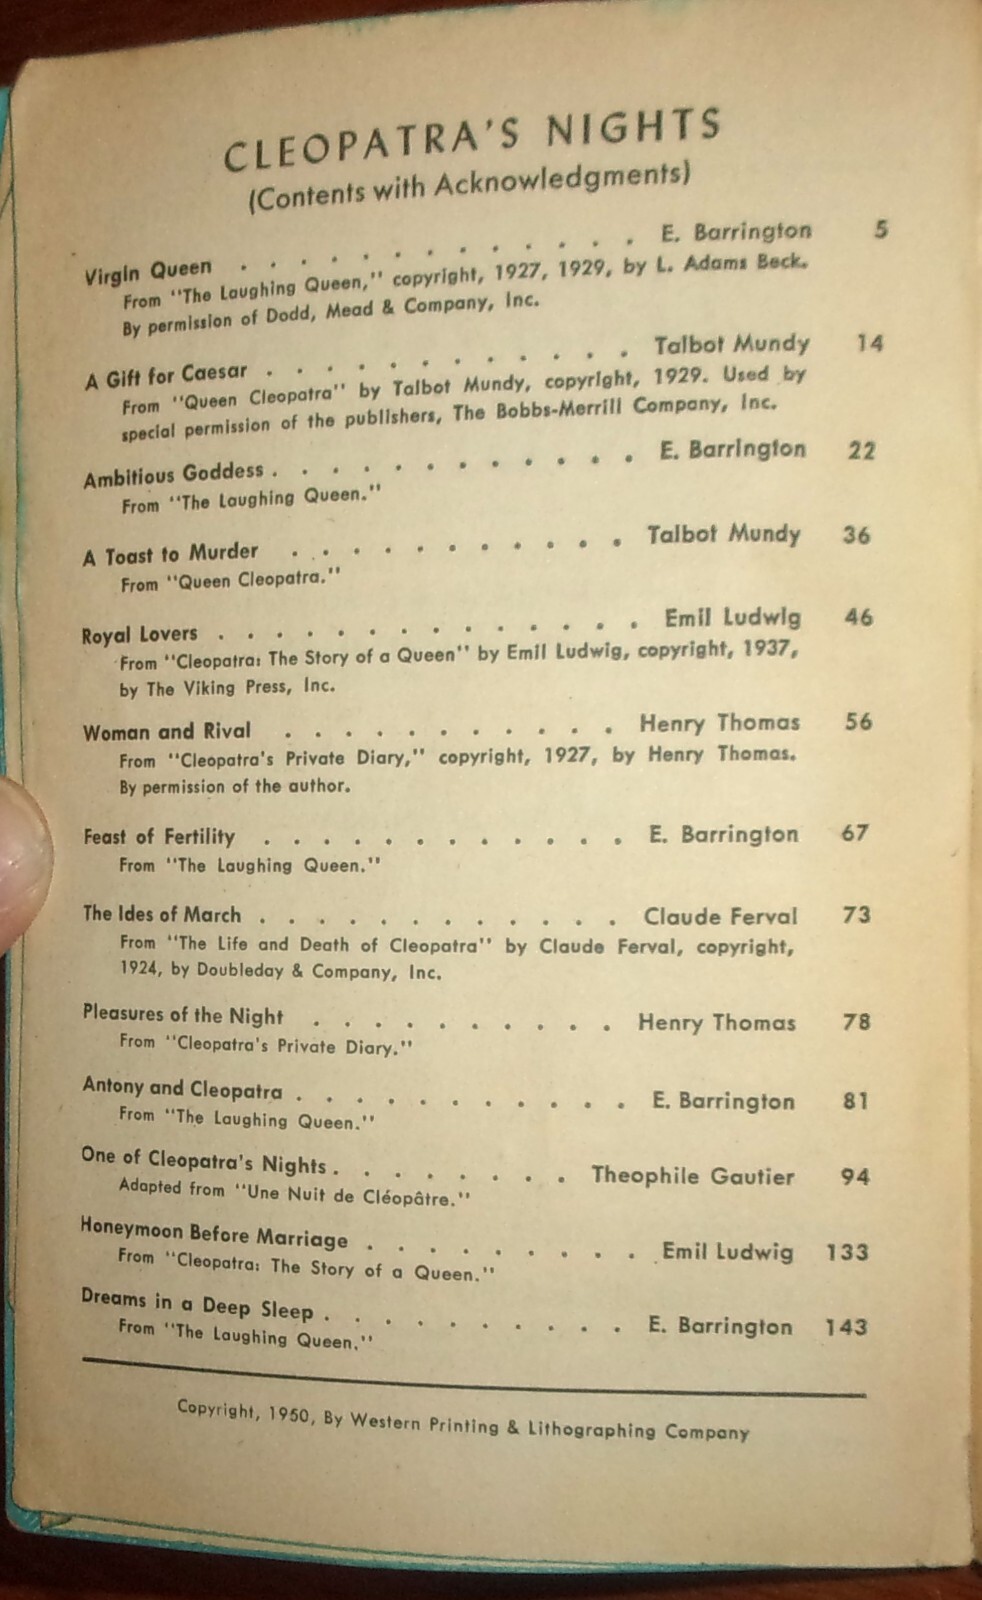 CLEOPATRA'S NIGHTS
(Contents with Acknowledgments)
Virgin Queen . . . . . . . . . . . . . . E. Barrington 5
From "The Laughing Queen," copyright, 1927, 1929, by L. Adams Beck.
By permission of Dodd, Mead & Company, Inc.
A Gift for Caesar . . . . . . . . . . . . . Talbot Mundy 14
From "Queen Cleopatra" by Talbot Mundy, copyright, 1929. Used by
special permission of the publishers, The Bobbs-Merrill Company, Inc.
Ambitious Goddess . . . . . . . . . . . . . E. Barrington 22
From "The Laughing Queen."
A Toast to Murder . . . . . . . . . . . . Talbot Mundy 36
From "Queen Cleopatra."
Royal Lovers . . . . . . . . . . . . . . . Emil Ludwig 46
From "Cleopatra: The Story of a Queen" by Emil Ludwig, copyright, 1937,
by The Viking Press, Inc.
Woman and Rival . . . . . . . . . . . . Henry Thomas 56
From "Cleopatra's Private Diary," copyright, 1927, by Henry Thomas.
By permission of the author.
Feast of Fertility . . . . . . . . . . . . . E. Barrington 67
From "The Laughing Queen."
The Ides of March . . . . . . . . . . . . . Claude Ferval 73
From "The Life and Death of Cleopatra" by Claude Ferval, copyright,
1924, by Doubleday & Company, Inc.
Pleasures of the Night . . . . . . . . . . Henry Thomas 78
From "Cleopatra's Private Diary."
Antony and Cleopatra . . . . . . . . . . . . E. Barrington 81
From "The Laughing Queen."
One of Cleopatra's Nights . . . . . . . . Theophile Gautier 94
Adapted from "Une Nuit de Cléopâtre."
Honeymoon Before Marriage . . . . . . . . . . Emil Ludwig 133
From "Cleopatra: The Story of a Queen."
Dreams in a Deep Sleep . . . . . . . . . . . E. Barrington 143
From "The Laughing Queen."
Copyright, 1950, By Western Printing & Lithographing Company